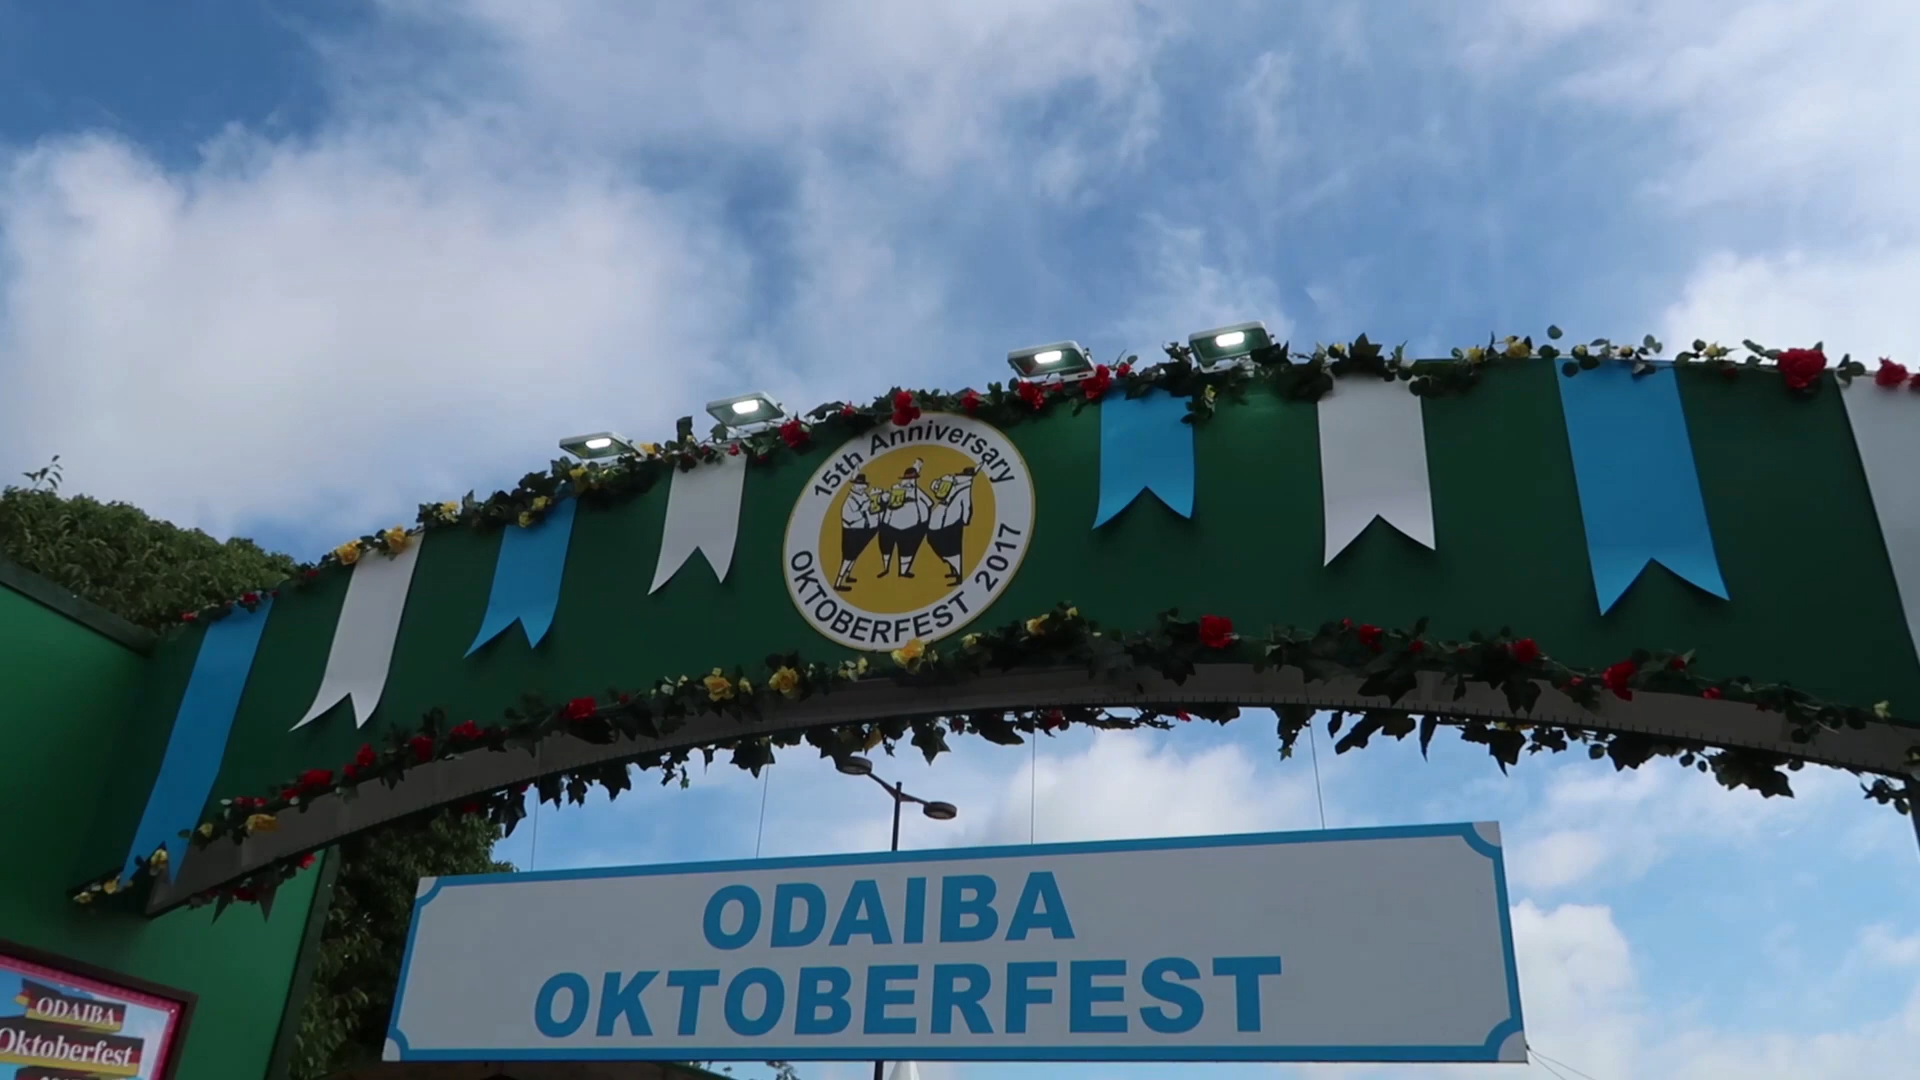 15th Anniversary
OKTOBERFEST 2017
ODAIBA
OKTOBERFEST
ODAIBA
Oktoberfest